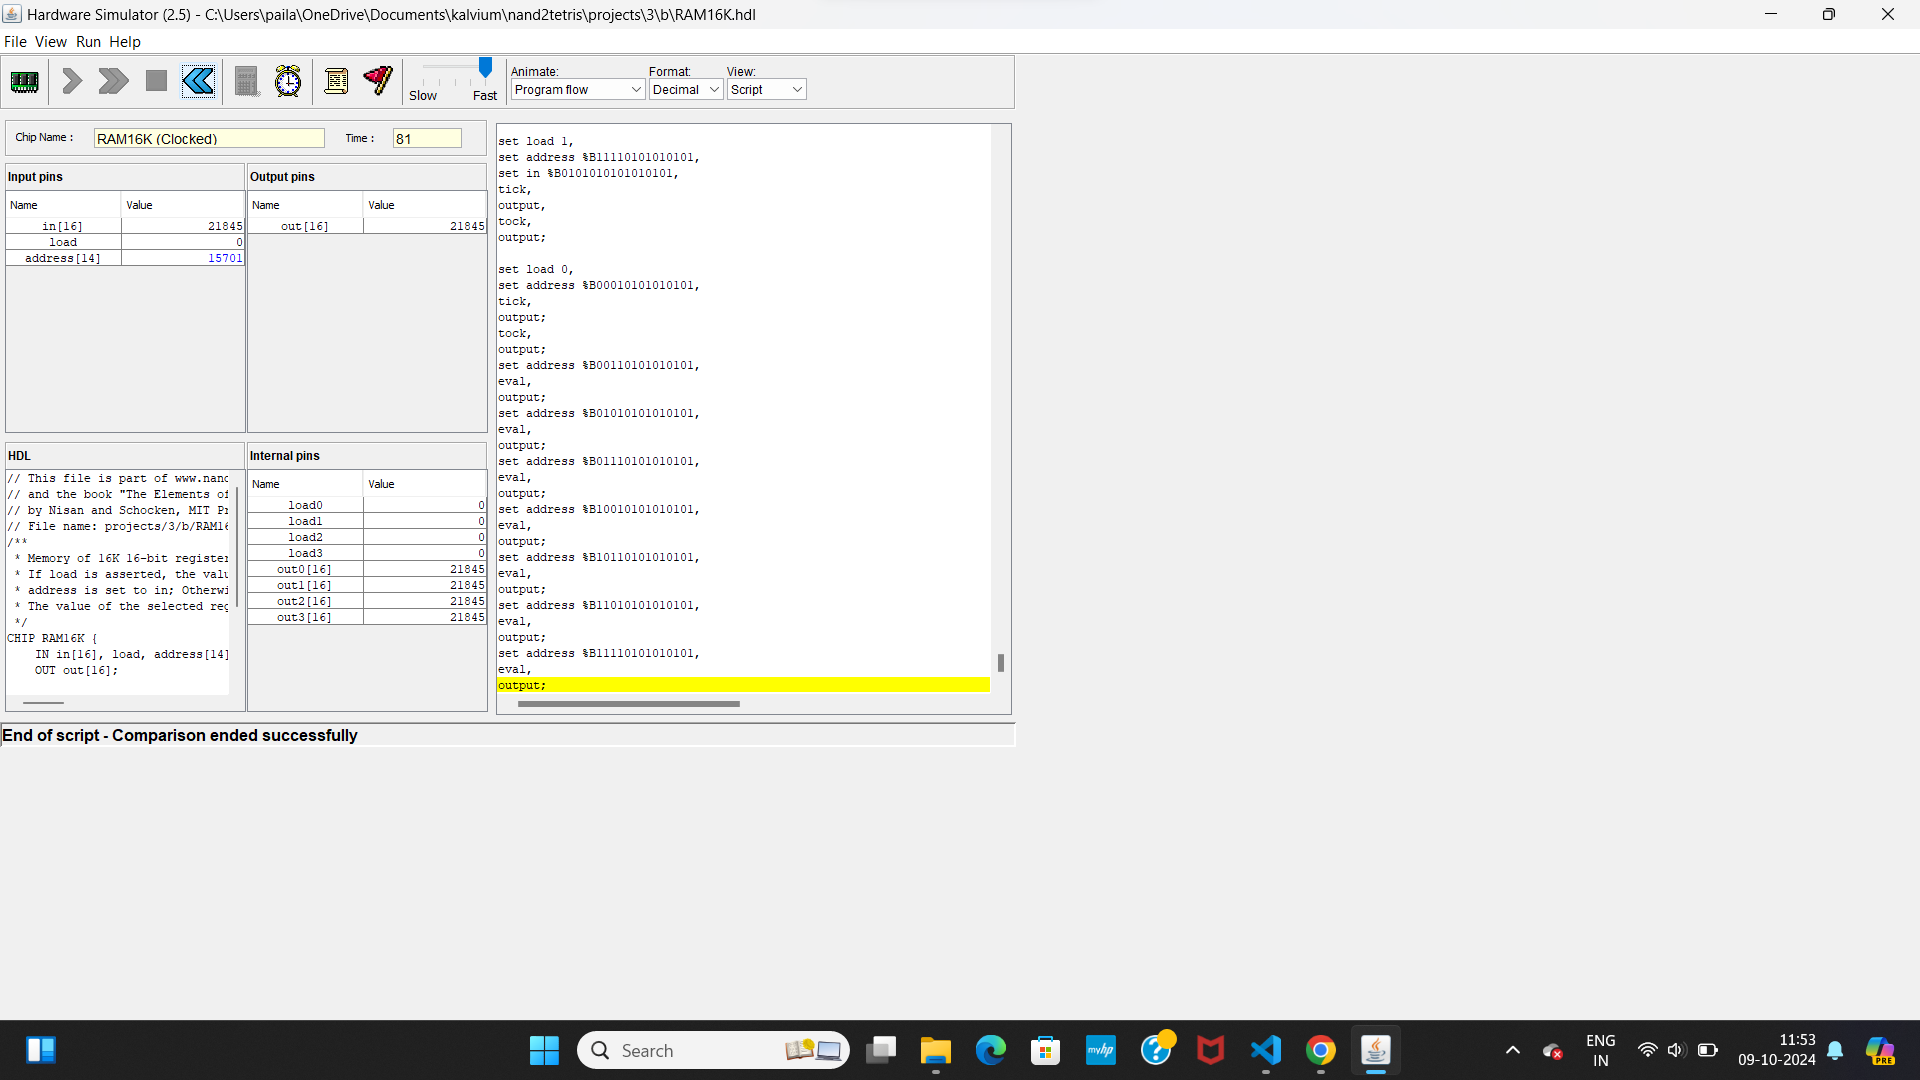 Hardware Simulator (2.5) - C:\Users\paila\OneDrive\Documents\kalvium\nand2tetris\projects\3\b\RAM16K.hdl
File View Run Help
Slow Fast
Animate: Format: View:
Program flow Decimal Script
Chip Name : RAM16K (Clocked) Time : 81
Input pins
Name Value
in[16] 21845
load 0
address[14] 15701
Output pins
Name Value
out[16] 21845
HDL
// This file is part of www.nand
// and the book "The Elements of
// by Nisan and Schocken, MIT Pr
// File name: projects/3/b/RAM16
/**
* Memory of 16K 16-bit register
* If load is asserted, the valu
* address is set to in; Otherwi
* The value of the selected reg
*/
CHIP RAM16K {
IN in[16], load, address[14]
OUT out[16];
Internal pins
Name Value
load0 0
load1 0
load2 0
load3 0
out0[16] 21845
out1[16] 21845
out2[16] 21845
out3[16] 21845
set load 1,
set address %B11110101010101,
set in %B0101010101010101,
tick,
output,
tock,
output;
set load 0,
set address %B00010101010101,
tick,
output;
tock,
output;
set address %B00110101010101,
eval,
output;
set address %B01010101010101,
eval,
output;
set address %B01110101010101,
eval,
output;
set address %B10010101010101,
eval,
output;
set address %B10110101010101,
eval,
output;
set address %B11010101010101,
eval,
output;
set address %B11110101010101,
eval,
output;
End of script - Comparison ended successfully
Search
myhp
ENG
IN
11:53
09-10-2024
PRE